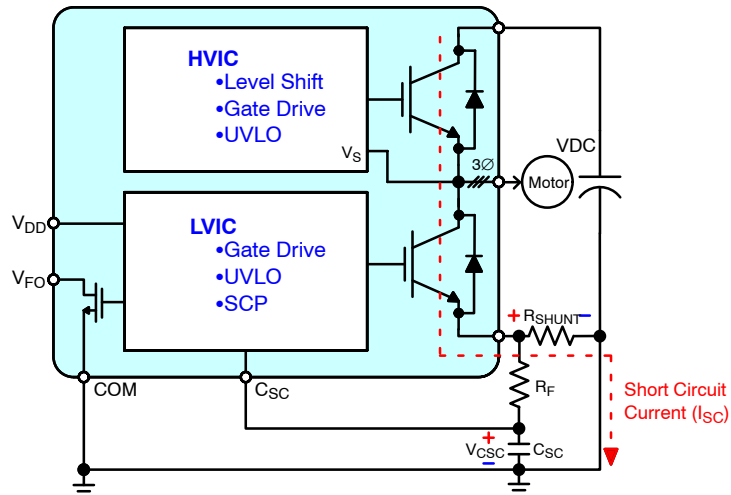 HVIC
•Level Shift
•Gate Drive
•UVLO
VS
3Ø
Motor
VDC
VDD
LVIC
•Gate Drive
•UVLO
•SCP
VFO
+ RSHUNT –
COM
CSC
RF
Short Circuit
Current (ISC)
+
VCSC
–
CSC